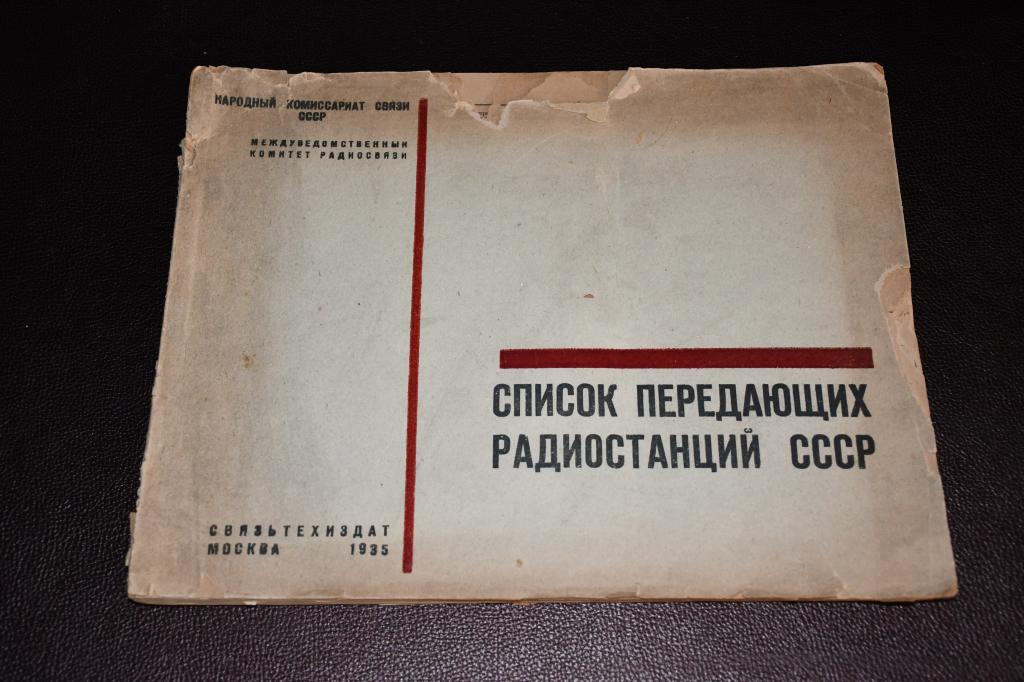 НАРОДНЫЙ КОМИССАРИАТ СВЯЗИ
СССР
МЕЖДУВЕДОМСТВЕННЫЙ
КОМИТЕТ РАДИОСВЯЗИ
СПИСОК ПЕРЕДАЮЩИХ
РАДИОСТАНЦИЙ СССР
СВЯЗЬТЕХИЗДАТ
МОСКВА 1935